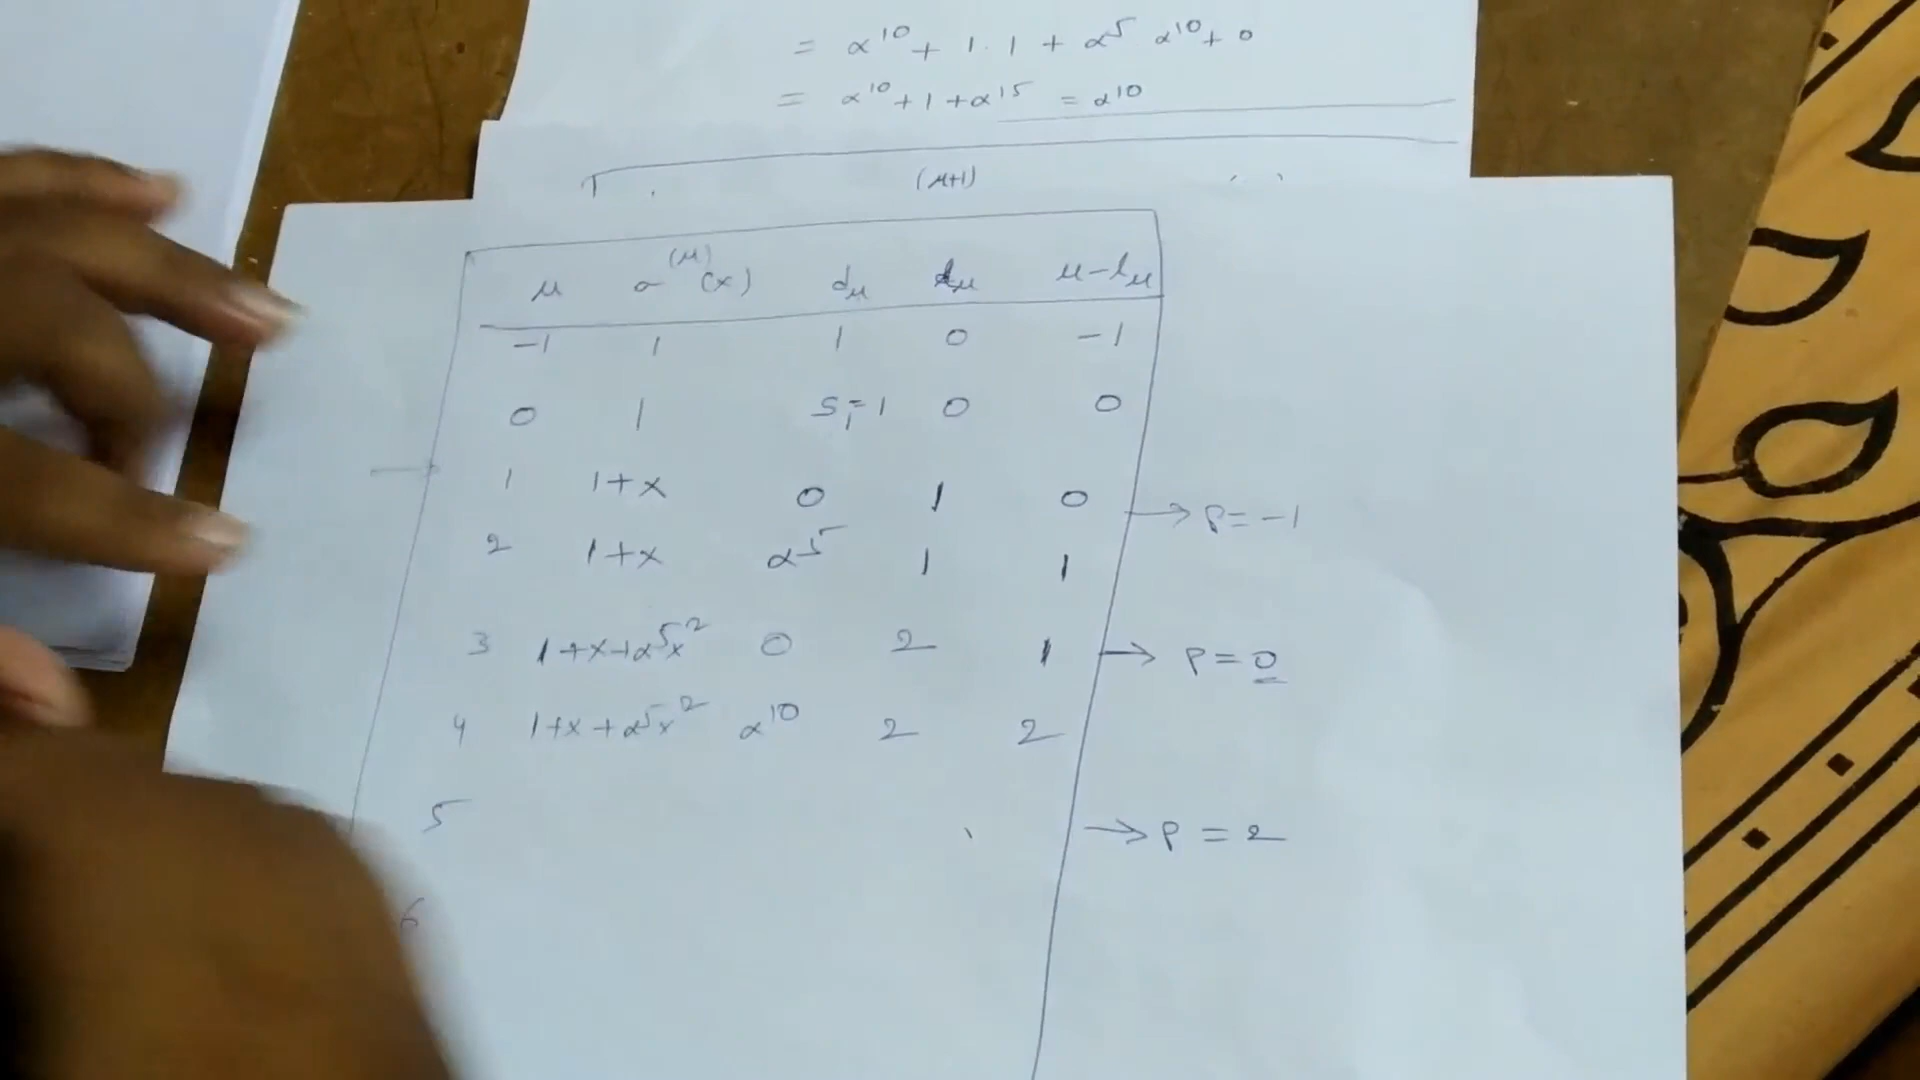 = α¹⁰ + 1·1 + α⁵ α¹⁰ + 0
= α¹⁰ + 1 + α¹⁵ = α¹⁰
(μ+1)
μ σ^(μ)(x) d_μ l_μ μ-l_μ
-1 1 1 0 -1
0 1 S₁=1 0 0
1 1+x 0 1 0 → P=-1
2 1+x α⁵ 1 1
3 1+x+α⁵x² 0 2 1 → P=0
4 1+x+α⁵x² α¹⁰ 2 2
5 → P=2
6